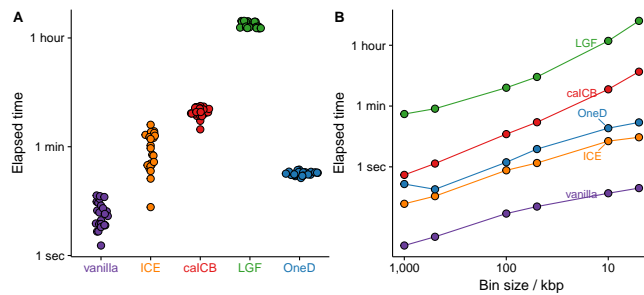 A
Elapsed time
1 hour
1 min
1 sec
vanilla ICE calCB LGF OneD
B
Elapsed time
1 hour
1 min
1 sec
LGF
calCB
OneD
ICE
vanilla
1,000 100 10
Bin size / kbp